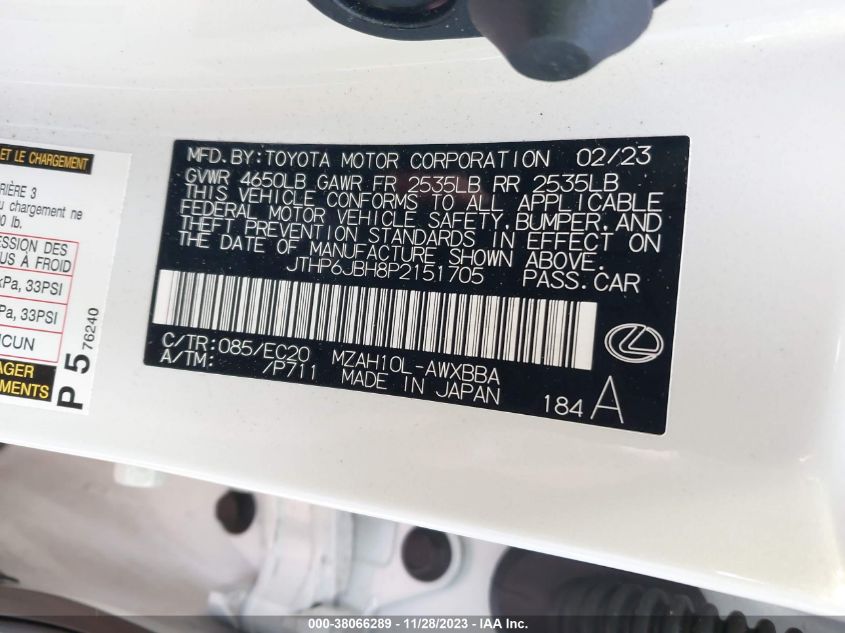 ET LE CHARGEMENT
RIÈRE 3
u chargement ne
0 lb.
ESSION DES
US À FROID
kPa, 33PSI
Pa, 33PSI
UCUN
AGER
EMENTS
P 5 76240
MFD. BY: TOYOTA MOTOR CORPORATION 02/23
GVWR 4650LB GAWR FR 2535LB RR 2535LB
THIS VEHICLE CONFORMS TO ALL APPLICABLE
FEDERAL MOTOR VEHICLE SAFETY, BUMPER, AND
THEFT PREVENTION STANDARDS IN EFFECT ON
THE DATE OF MANUFACTURE SHOWN ABOVE.
JTHP6JBH8P2151705 PASS. CAR
C/TR: 085/EC20 MZAH10L-AWXBBA
A/TM: /P711 MADE IN JAPAN
184 A
000-38066289 - 11/28/2023 - IAA Inc.